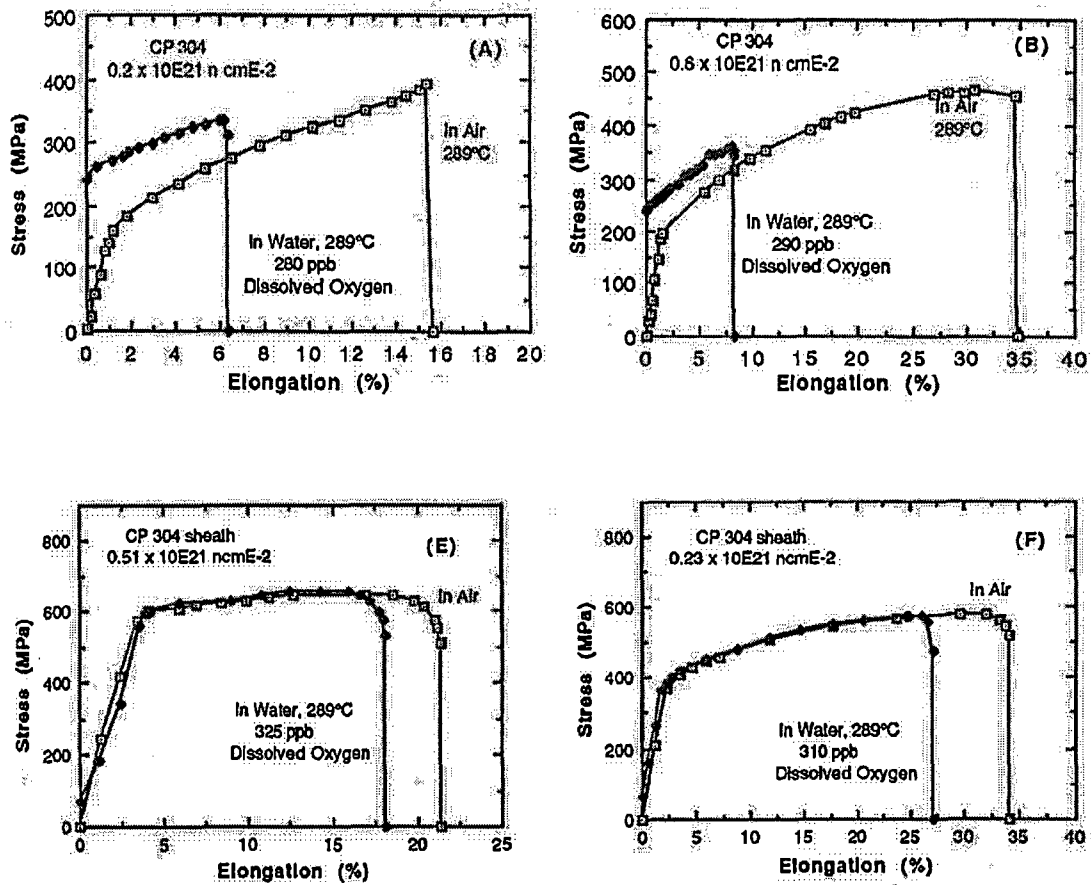 500
400
300
200
100
0
Stress (MPa)
CP 304
0.2 x 10E21 n cmE-2
(A)
In Air
289°C
In Water, 289°C
280 ppb
Dissolved Oxygen
0 2 4 6 8 10 12 14 16 18 20
Elongation (%)
600
500
400
300
200
100
0
Stress (MPa)
CP 304
0.6 x 10E21 n cmE-2
(B)
In Air
289°C
In Water, 289°C
290 ppb
Dissolved Oxygen
0 5 10 15 20 25 30 35 40
Elongation (%)
800
600
400
200
0
Stress (MPa)
CP 304 sheath
0.51 x 10E21 ncmE-2
(E)
In Air
In Water, 289°C
325 ppb
Dissolved Oxygen
0 5 10 15 20 25
Elongation (%)
800
600
400
200
0
Stress (MPa)
CP 304 sheath
0.23 x 10E21 ncmE-2
(F)
In Air
In Water, 289°C
310 ppb
Dissolved Oxygen
0 5 10 15 20 25 30 35 40
Elongation (%)